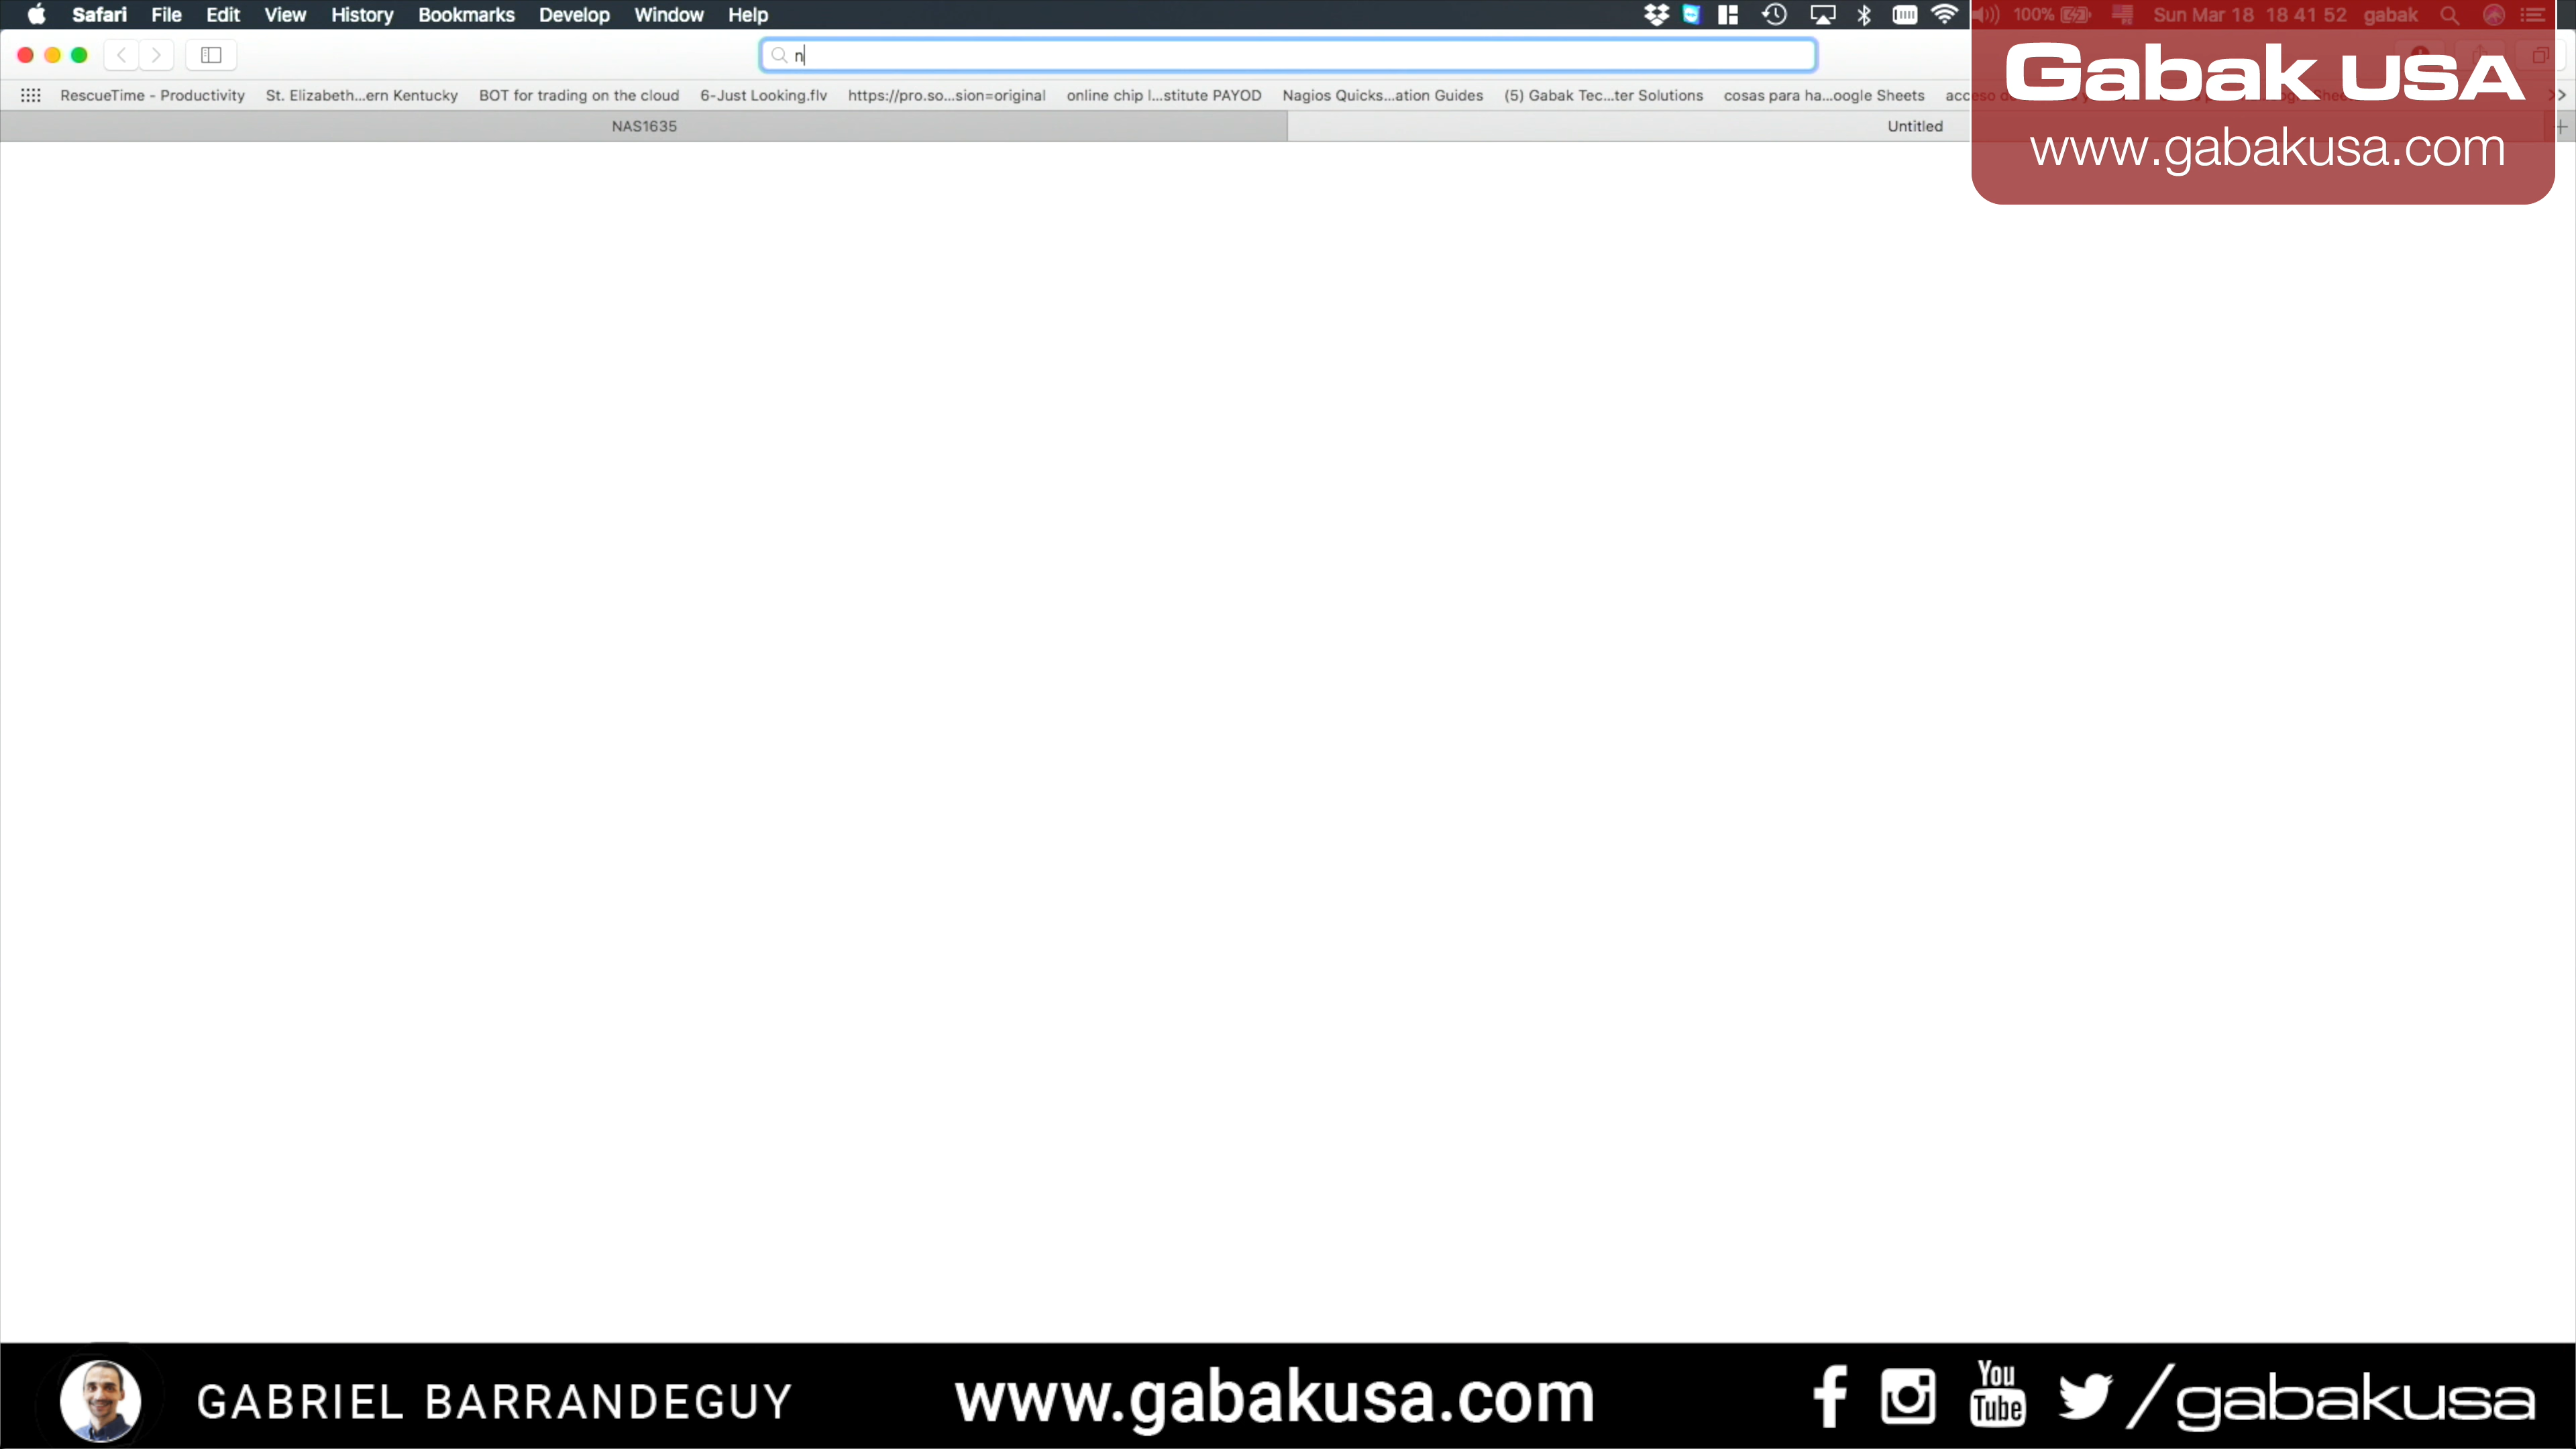 Safari File Edit View History Bookmarks Develop Window Help 100% Sun Mar 18 18 41 52 gabak
n
Gabak USA
www.gabakusa.com
RescueTime - Productivity St. Elizabeth...ern Kentucky BOT for trading on the cloud 6-Just Looking.flv https://pro.so...sion=original online chip l...stitute PAYOD Nagios Quicks...ation Guides (5) Gabak Tec...ter Solutions cosas para ha...oogle Sheets
NAS1635 Untitled
GABRIEL BARRANDEGUY www.gabakusa.com You Tube /gabakusa